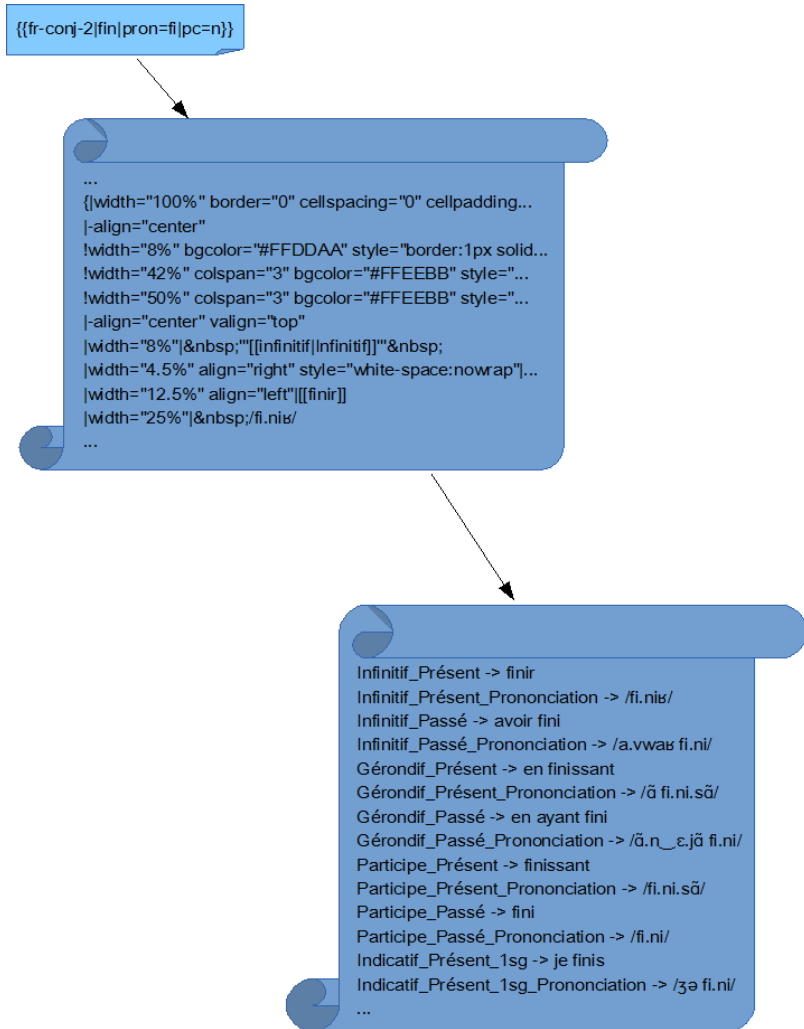 {{fr-conj-2|fin|pron=fi|pc=n}}
...
{|width="100%" border="0" cellspacing="0" cellpadding...
|-align="center"
!width="8%" bgcolor="#FFDDAA" style="border:1px solid...
!width="42%" colspan="3" bgcolor="#FFEEBB" style="...
!width="50%" colspan="3" bgcolor="#FFEEBB" style="...
|-align="center" valign="top"
|width="8%"|&nbsp;'''[[infinitif|Infinitif]]'''&nbsp;
|width="4.5%" align="right" style="white-space:nowrap"|...
|width="12.5%" align="left"|[[finir]]
|width="25%"|&nbsp;/fi.niʁ/
...
Infinitif_Présent -> finir
Infinitif_Présent_Prononciation -> /fi.niʁ/
Infinitif_Passé -> avoir fini
Infinitif_Passé_Prononciation -> /a.vwaʁ fi.ni/
Gérondif_Présent -> en finissant
Gérondif_Présent_Prononciation -> /ɑ̃ fi.ni.sɑ̃/
Gérondif_Passé -> en ayant fini
Gérondif_Passé_Prononciation -> /ɑ̃.n‿ɛ.jɑ̃ fi.ni/
Participe_Présent -> finissant
Participe_Présent_Prononciation -> /fi.ni.sɑ̃/
Participe_Passé -> fini
Participe_Passé_Prononciation -> /fi.ni/
Indicatif_Présent_1sg -> je finis
Indicatif_Présent_1sg_Prononciation -> /ʒə fi.ni/
...